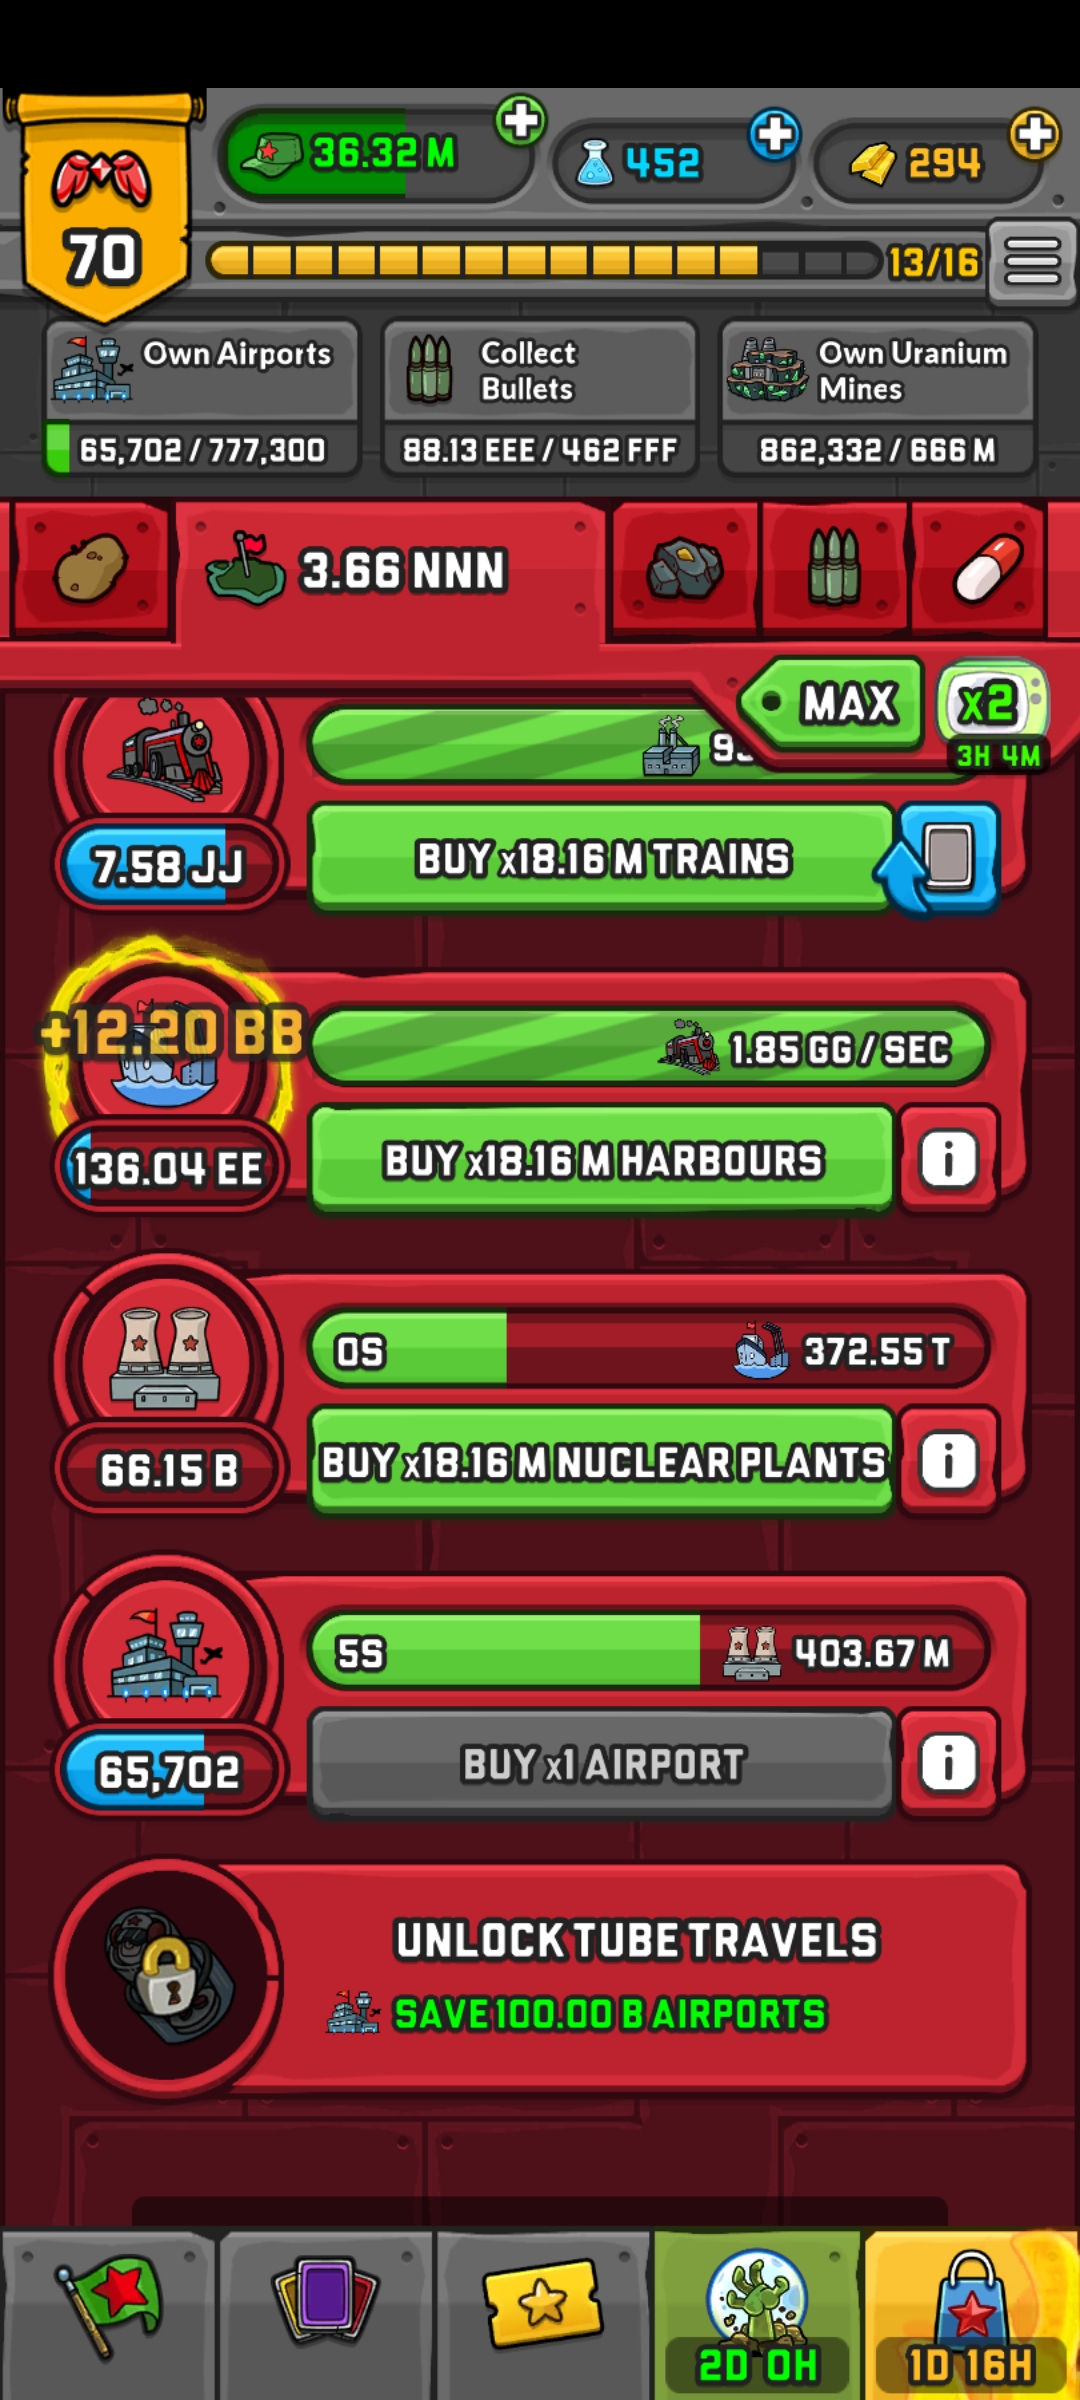 36.32 M
452
294
70
13/16
Own Airports
Collect
Bullets
Own Uranium
Mines
65,702 / 777,300
88.13 EEE / 462 FFF
862,332 / 666 M
3.66 NNN
MAX
x2
3H 4M
7.58 JJ
BUY x18.16 M TRAINS
+12.20 BB
1.85 GG / SEC
136.04 EE
BUY x18.16 M HARBOURS
0S
372.55 T
66.15 B
BUY x18.16 M NUCLEAR PLANTS
5S
403.67 M
65,702
BUY x1 AIRPORT
UNLOCK TUBE TRAVELS
SAVE 100.00 B AIRPORTS
2D 0H
1D 16H